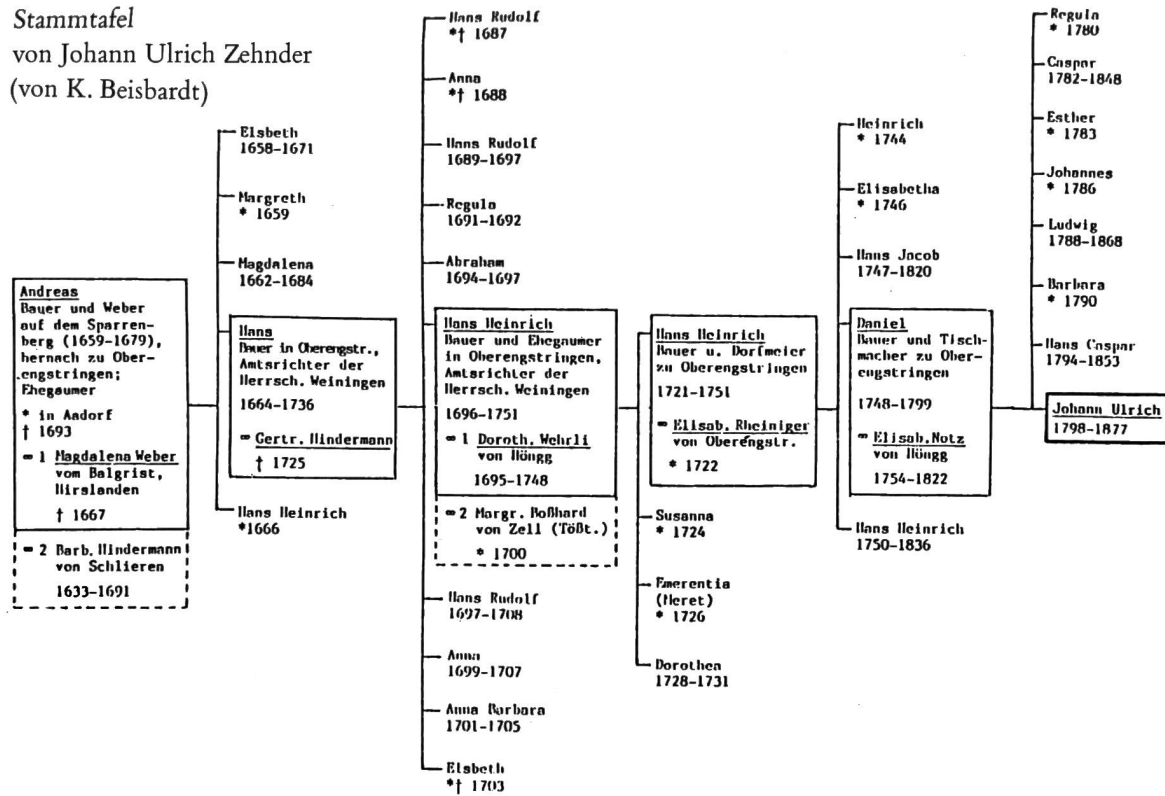 Stammtafel
von Johann Ulrich Zehnder
(von K. Beisbardt)
Andreas
Bauer und Weber
auf dem Sparren-
berg (1659-1679),
hernach zu Ober-
engstringen;
Ehegaumer
* in Aadorf
† 1693
∞ 1 Magdalena Weber
vom Balgrist,
Hirslanden
† 1667
∞ 2 Barb. Hindermann
von Schlieren
1633-1691
Elsbeth
1658-1671
Margreth
* 1659
Magdalena
1662-1684
Hans
Bauer in Oberengstr.,
Amtsrichter der
Herrsch. Weiningen
1664-1736
∞ Gertr. Hindermann
† 1725
Hans Heinrich
*1666
Hans Rudolf
*† 1687
Anna
*† 1688
Hans Rudolf
1689-1697
Regula
1691-1692
Abraham
1694-1697
Hans Heinrich
Bauer und Ehegaumer
in Oberengstringen,
Amtsrichter der
Herrsch. Weiningen
1696-1751
∞ 1 Doroth. Wehrli
von Höngg
1695-1748
∞ 2 Margr. Boßhard
von Zell (Tößt.)
* 1700
Hans Rudolf
1697-1708
Anna
1699-1707
Anna Barbara
1701-1705
Elsbeth
*† 1703
Hans Heinrich
Bauer u. Dorfmeier
zu Oberengstringen
1721-1751
∞ Elisab. Rheiniger
von Oberengstr.
* 1722
Susanna
* 1724
Emerentia
(Meret)
* 1726
Dorothea
1728-1731
Heinrich
* 1744
Elisabetha
* 1746
Hans Jacob
1747-1820
Daniel
Bauer und Tisch-
macher zu Ober-
engstringen
1748-1799
∞ Elisab. Notz
von Höngg
1754-1822
Hans Heinrich
1750-1836
Regula
* 1780
Caspar
1782-1848
Esther
* 1783
Johannes
* 1786
Ludwig
1788-1868
Barbara
* 1790
Hans Caspar
1794-1853
Johann Ulrich
1798-1877